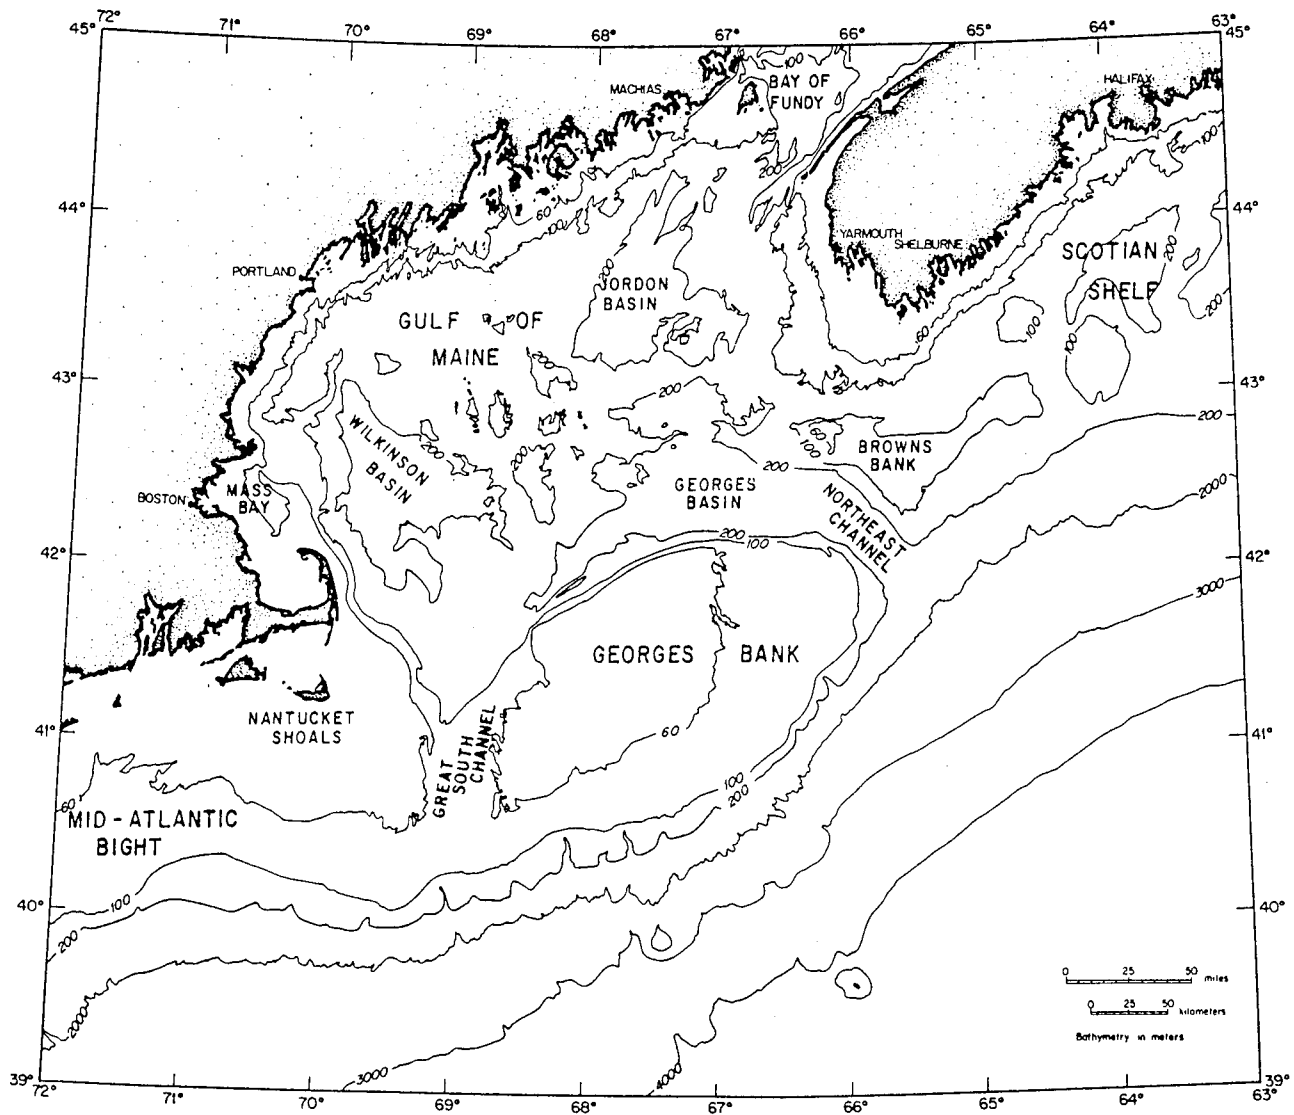 72° 71° 70° 69° 68° 67° 66° 65° 64° 63°
45° 45°
100
BAY OF
FUNDY
MACHIAS
HALIFAX
100
200
44° 44°
60
100
YARMOUTH
SHELBURNE
SCOTIAN
SHELF
200
200
PORTLAND
200
JORDON
BASIN
GULF OF
MAINE
60
100
100
200
43° 43°
200
200
60
100
BROWNS
BANK
WILKINSON
BASIN
200
200
200
GEORGES
BASIN
NORTHEAST
CHANNEL
2000
BOSTON
MASS
BAY
42° 42°
200
100
3000
GEORGES BANK
NANTUCKET
SHOALS
41° 41°
60
GREAT
SOUTH
CHANNEL
100
200
60
MID-ATLANTIC
BIGHT
40° 40°
100
200
2000
0 25 50 miles
0 25 50 kilometers
Bathymetry in meters
3000
4000
39° 39°
72° 71° 70° 69° 68° 67° 66° 65° 64° 63°